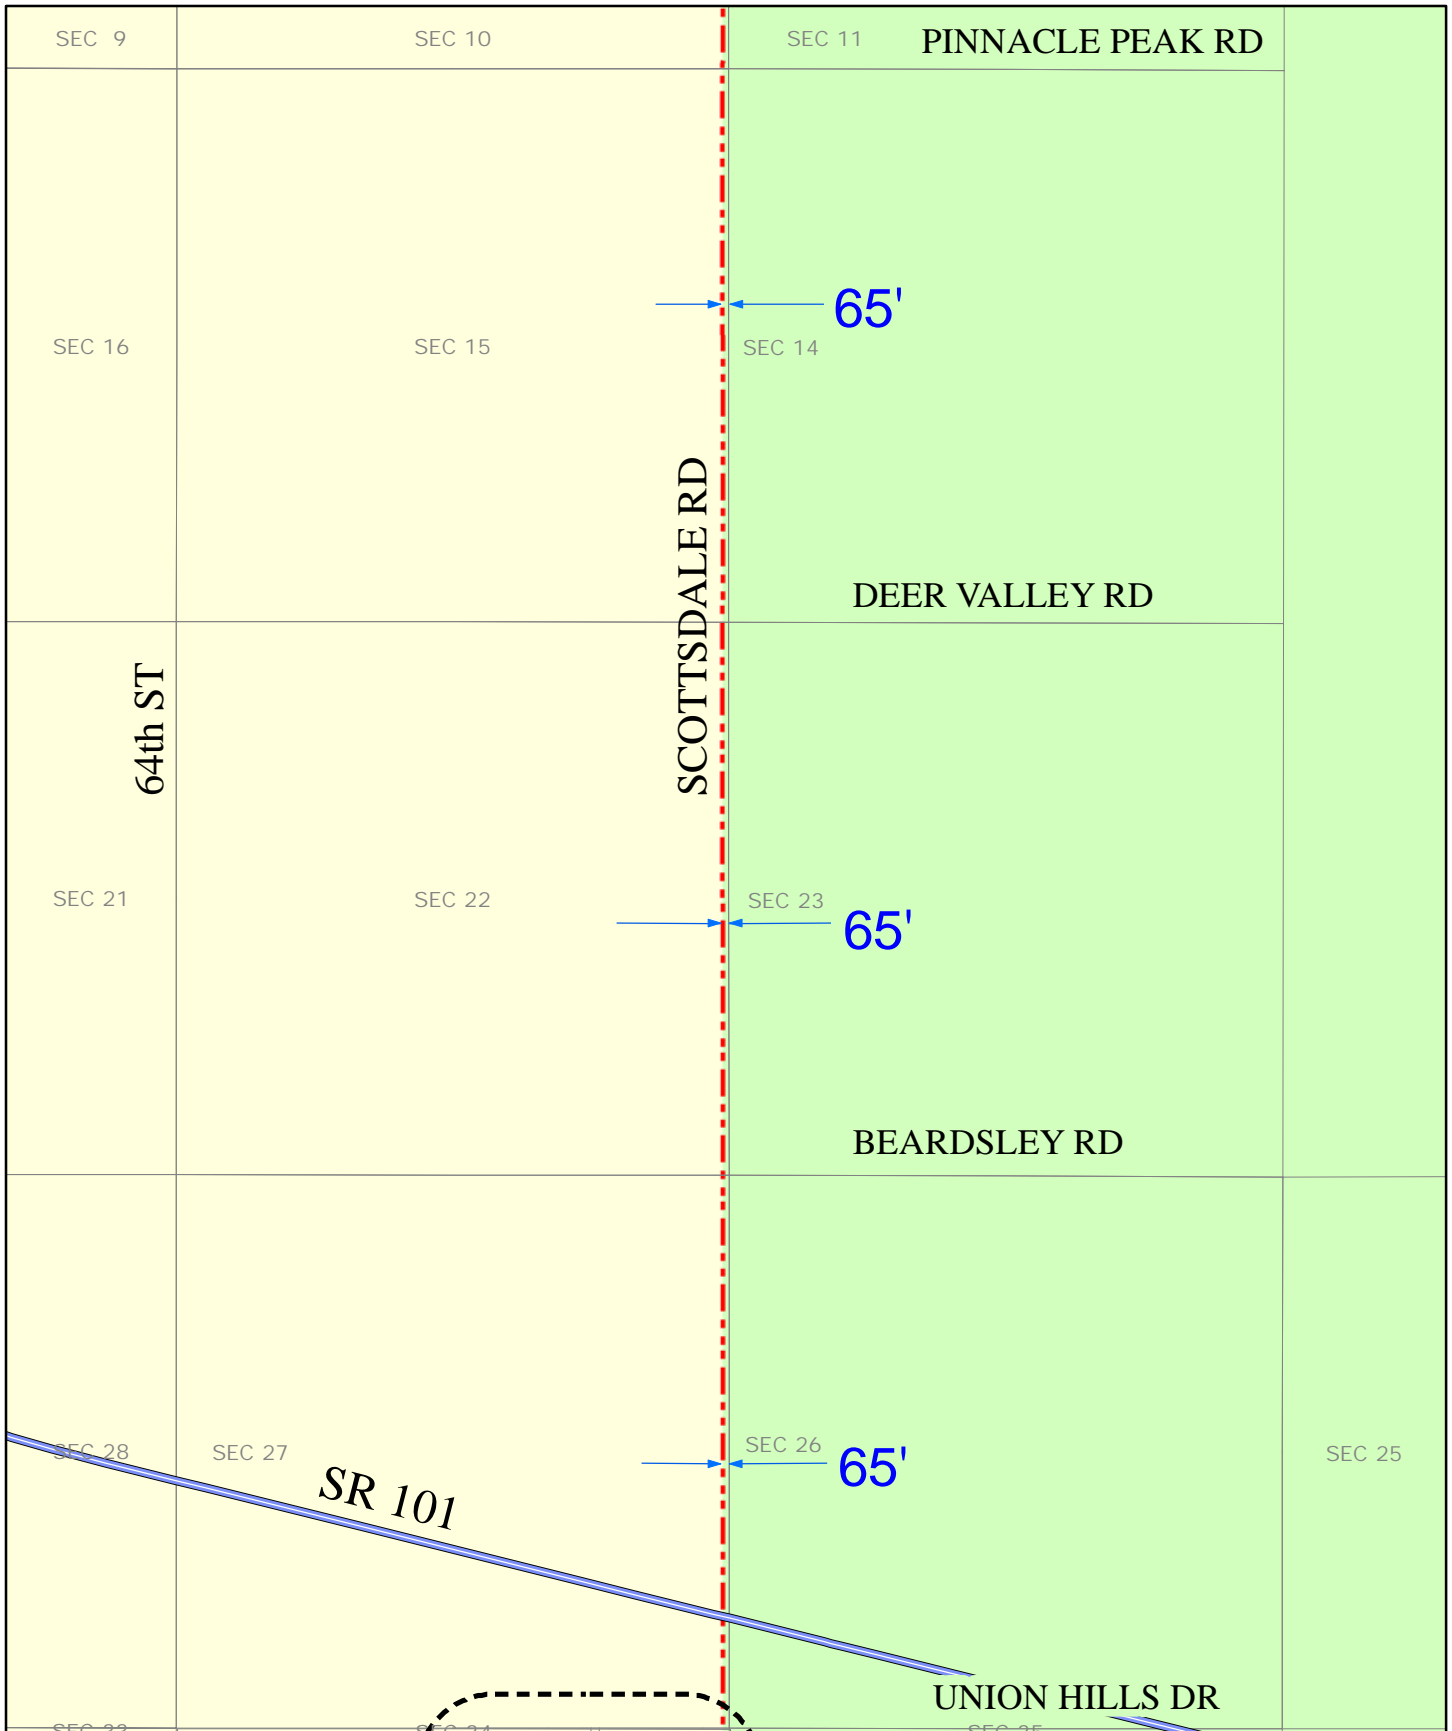 SEC 9
SEC 10
SEC 11
PINNACLE PEAK RD
65'
SEC 16
SEC 15
SEC 14
SCOTTSDALE RD
DEER VALLEY RD
64th ST
SEC 21
SEC 22
SEC 23
65'
BEARDSLEY RD
SEC 28
SEC 27
SEC 26
65'
SEC 25
SR 101
UNION HILLS DR